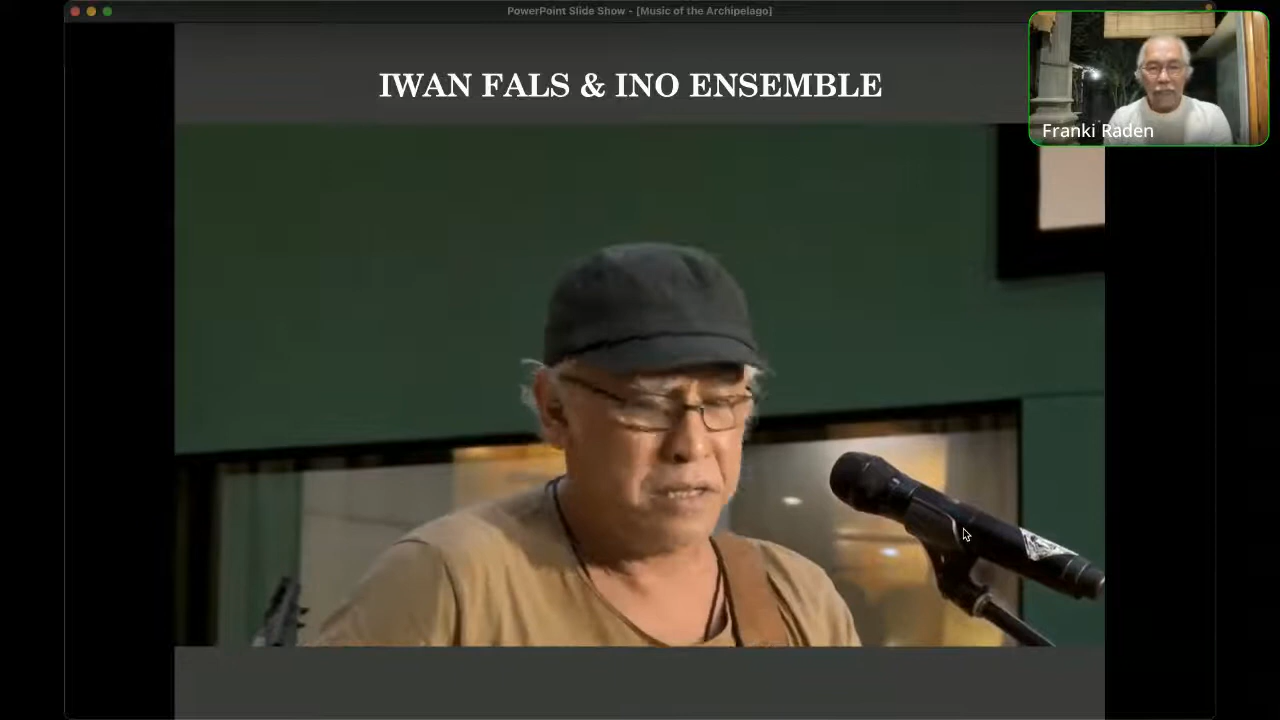 PowerPoint Slide Show - [Music of the Archipelago]
IWAN FALS & INO ENSEMBLE
Franki Raden